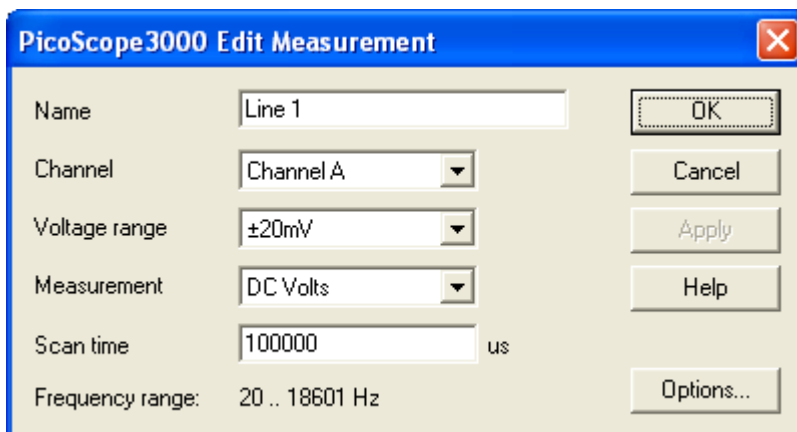 PicoScope3000 Edit Measurement
Name Line 1 OK
Channel Channel A Cancel
Voltage range ±20mV Apply
Measurement DC Volts Help
Scan time 100000 us
Frequency range: 20 .. 18601 Hz Options...